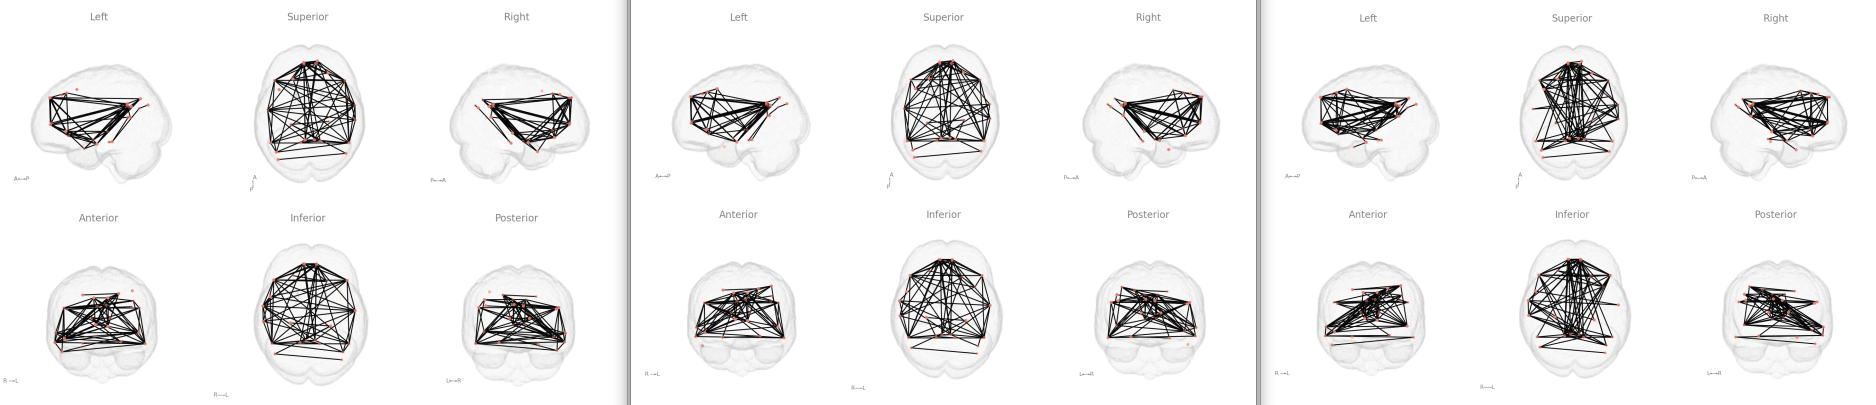 Left Superior Right
A⟷P A P P⟷A
Anterior Inferior Posterior
R⟷L R⟷L L⟷R
Left Superior Right
A⟷P A P P⟷A
Anterior Inferior Posterior
R⟷L R⟷L L⟷R
Left Superior Right
A⟷P A P P⟷A
Anterior Inferior Posterior
R⟷L R⟷L L⟷R